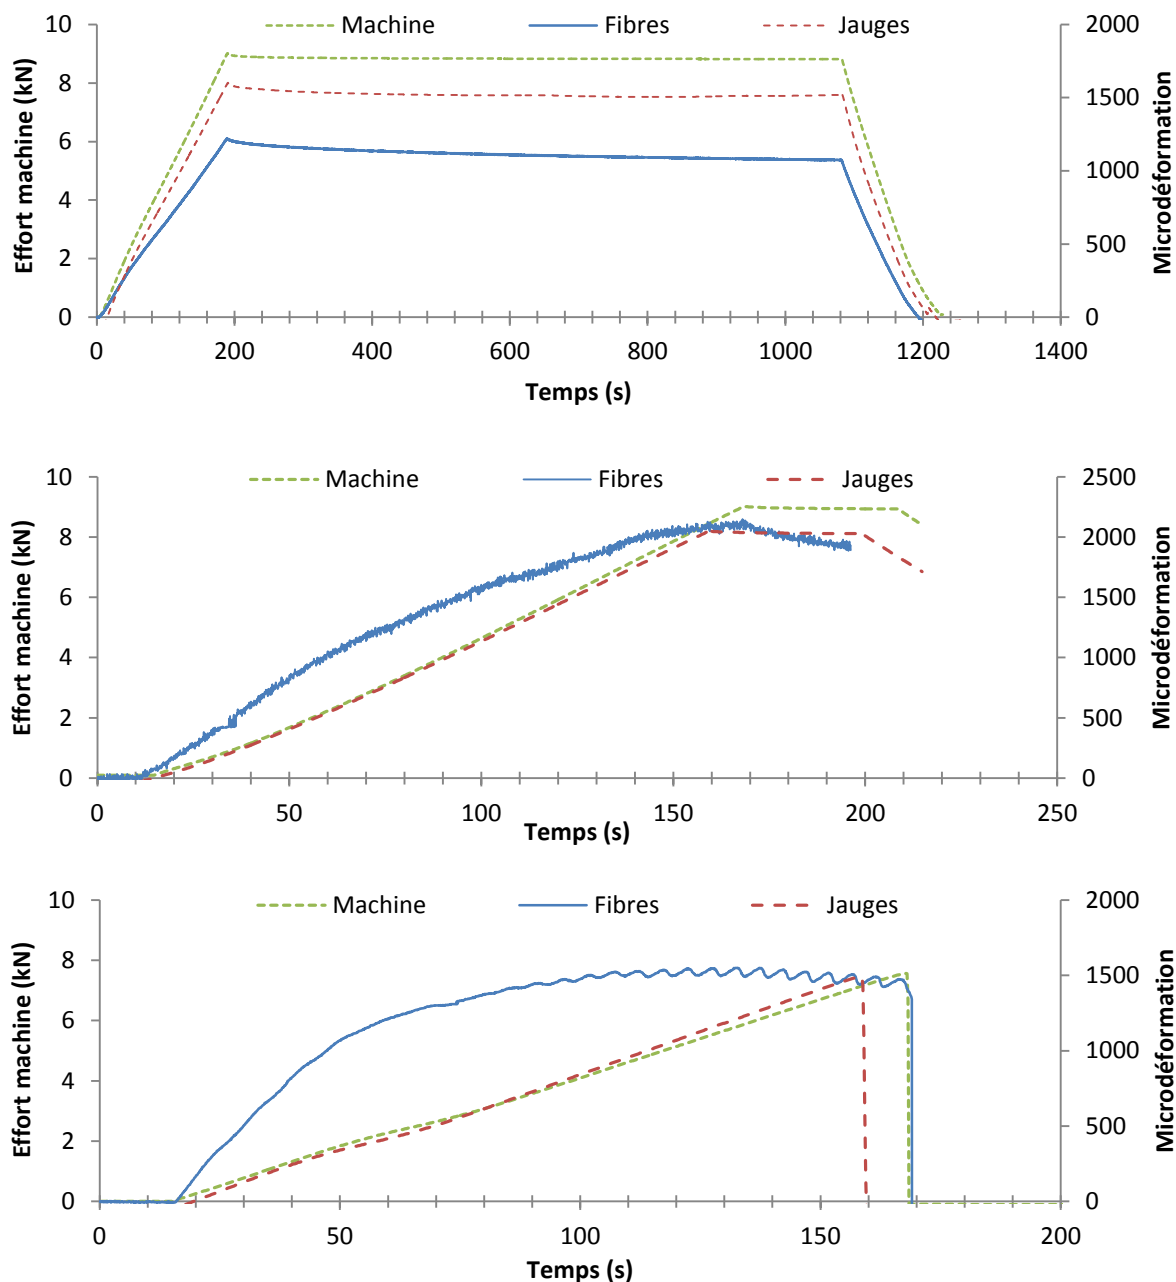 Machine Fibres Jauges
Effort machine (kN)
10
8
6
4
2
0
2000
1500
1000
500
0
Microdéformation
0 200 400 600 800 1000 1200 1400
Temps (s)
Machine Fibres Jauges
Effort machine (kN)
10
8
6
4
2
0
2500
2000
1500
1000
500
0
Microdéformation
0 50 100 150 200 250
Temps (s)
Machine Fibres Jauges
Effort machine (kN)
10
8
6
4
2
0
2000
1500
1000
500
0
Microdéformation
0 50 100 150 200
Temps (s)